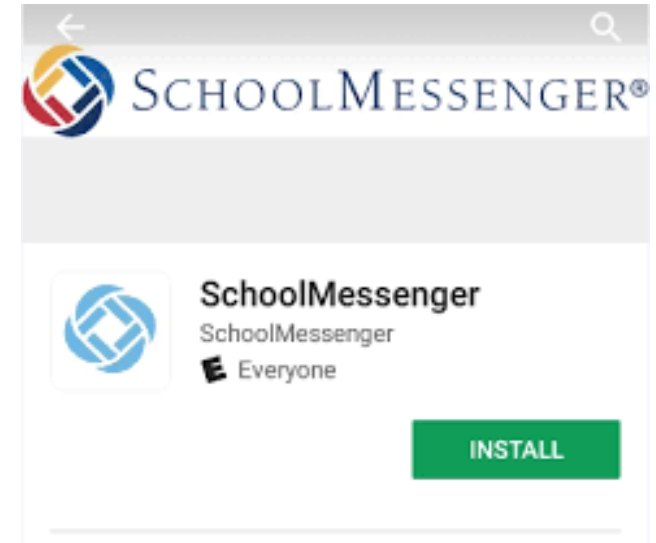 SCHOOLMESSENGER®
SchoolMessenger
SchoolMessenger
E Everyone
INSTALL